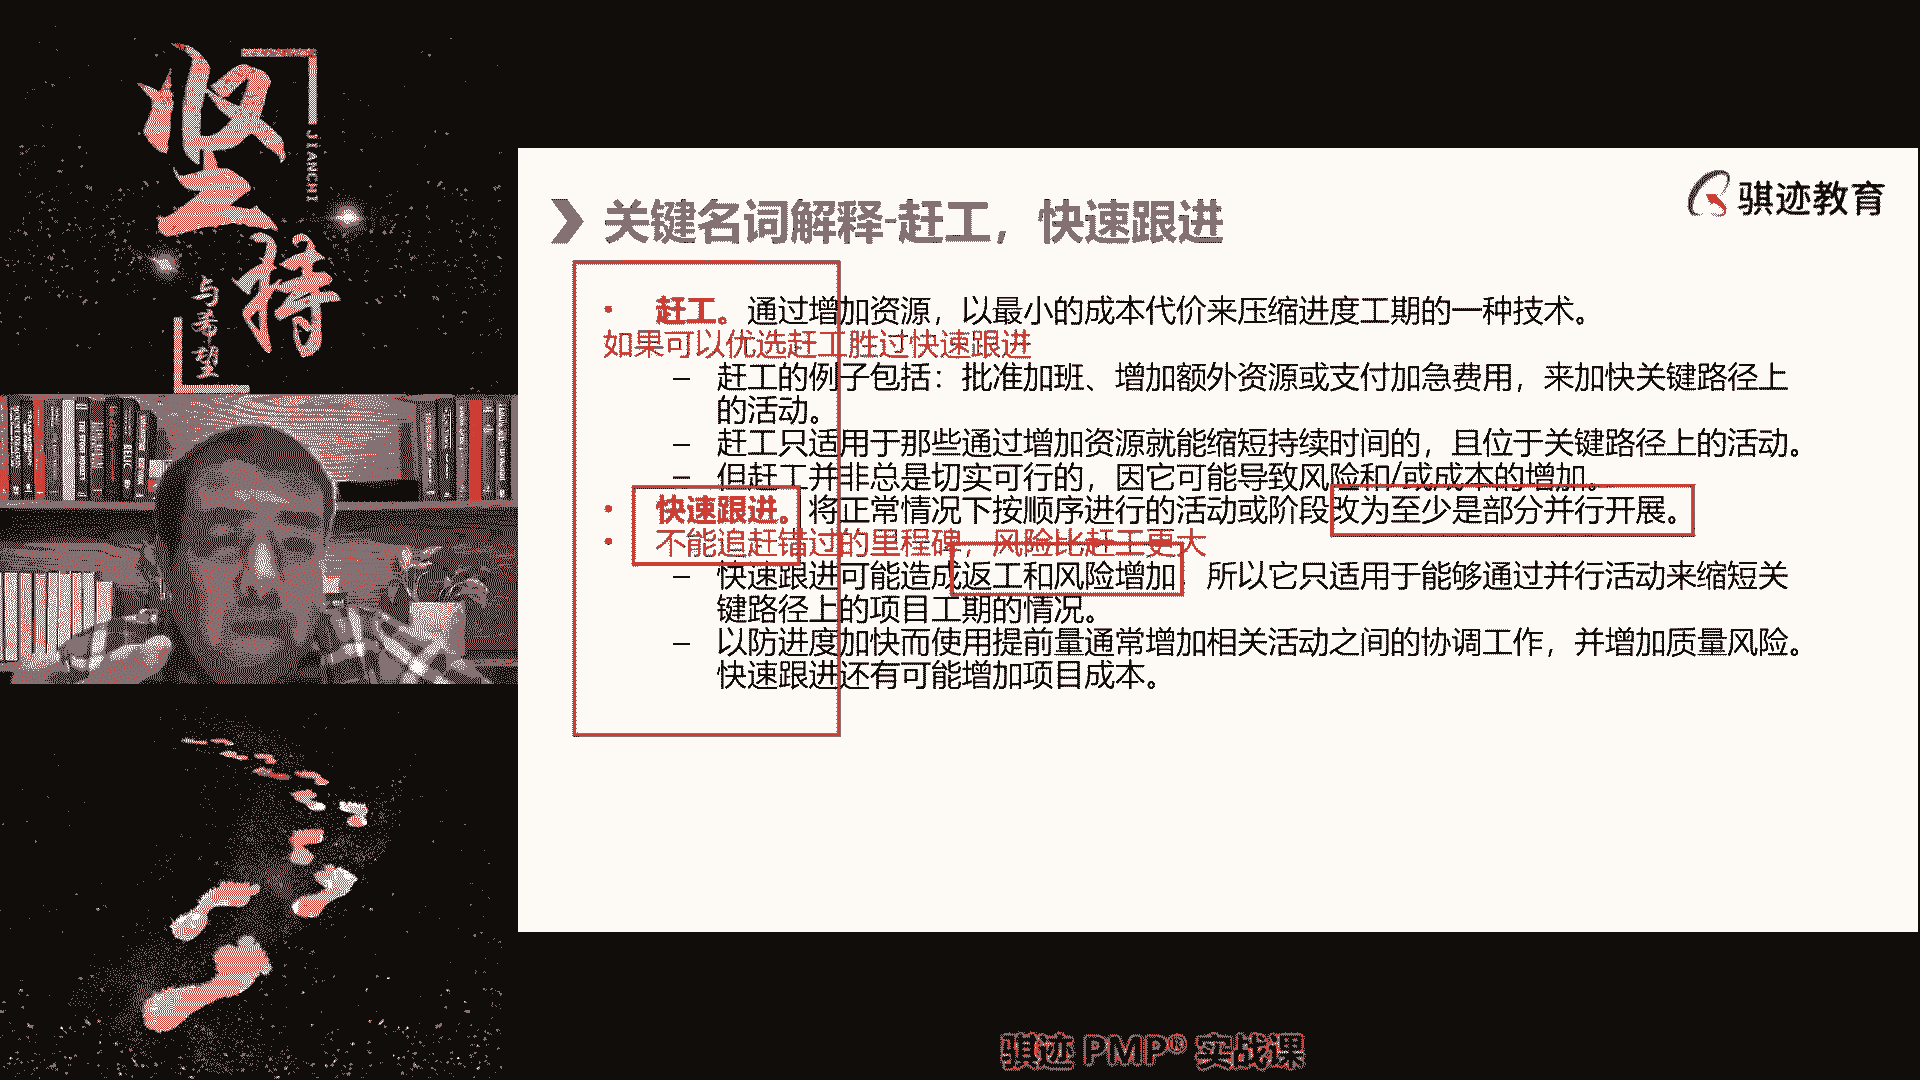 坚持
JIANCHI
与希望
骐迹教育
关键名词解释-赶工，快速跟进
• 赶工。通过增加资源，以最小的成本代价来压缩进度工期的一种技术。
如果可以优选赶工胜过快速跟进
– 赶工的例子包括：批准加班、增加额外资源或支付加急费用，来加快关键路径上
的活动。
– 赶工只适用于那些通过增加资源就能缩短持续时间的，且位于关键路径上的活动。
– 但赶工并非总是切实可行的，因它可能导致风险和/或成本的增加。
• 快速跟进。将正常情况下按顺序进行的活动或阶段改为至少是部分并行开展。
• 不能追赶错过的里程碑，风险比赶工更大
– 快速跟进可能造成返工和风险增加，所以它只适用于能够通过并行活动来缩短关
键路径上的项目工期的情况。
– 以防进度加快而使用提前量通常增加相关活动之间的协调工作，并增加质量风险。
快速跟进还有可能增加项目成本。
骐迹 PMP® 实战课